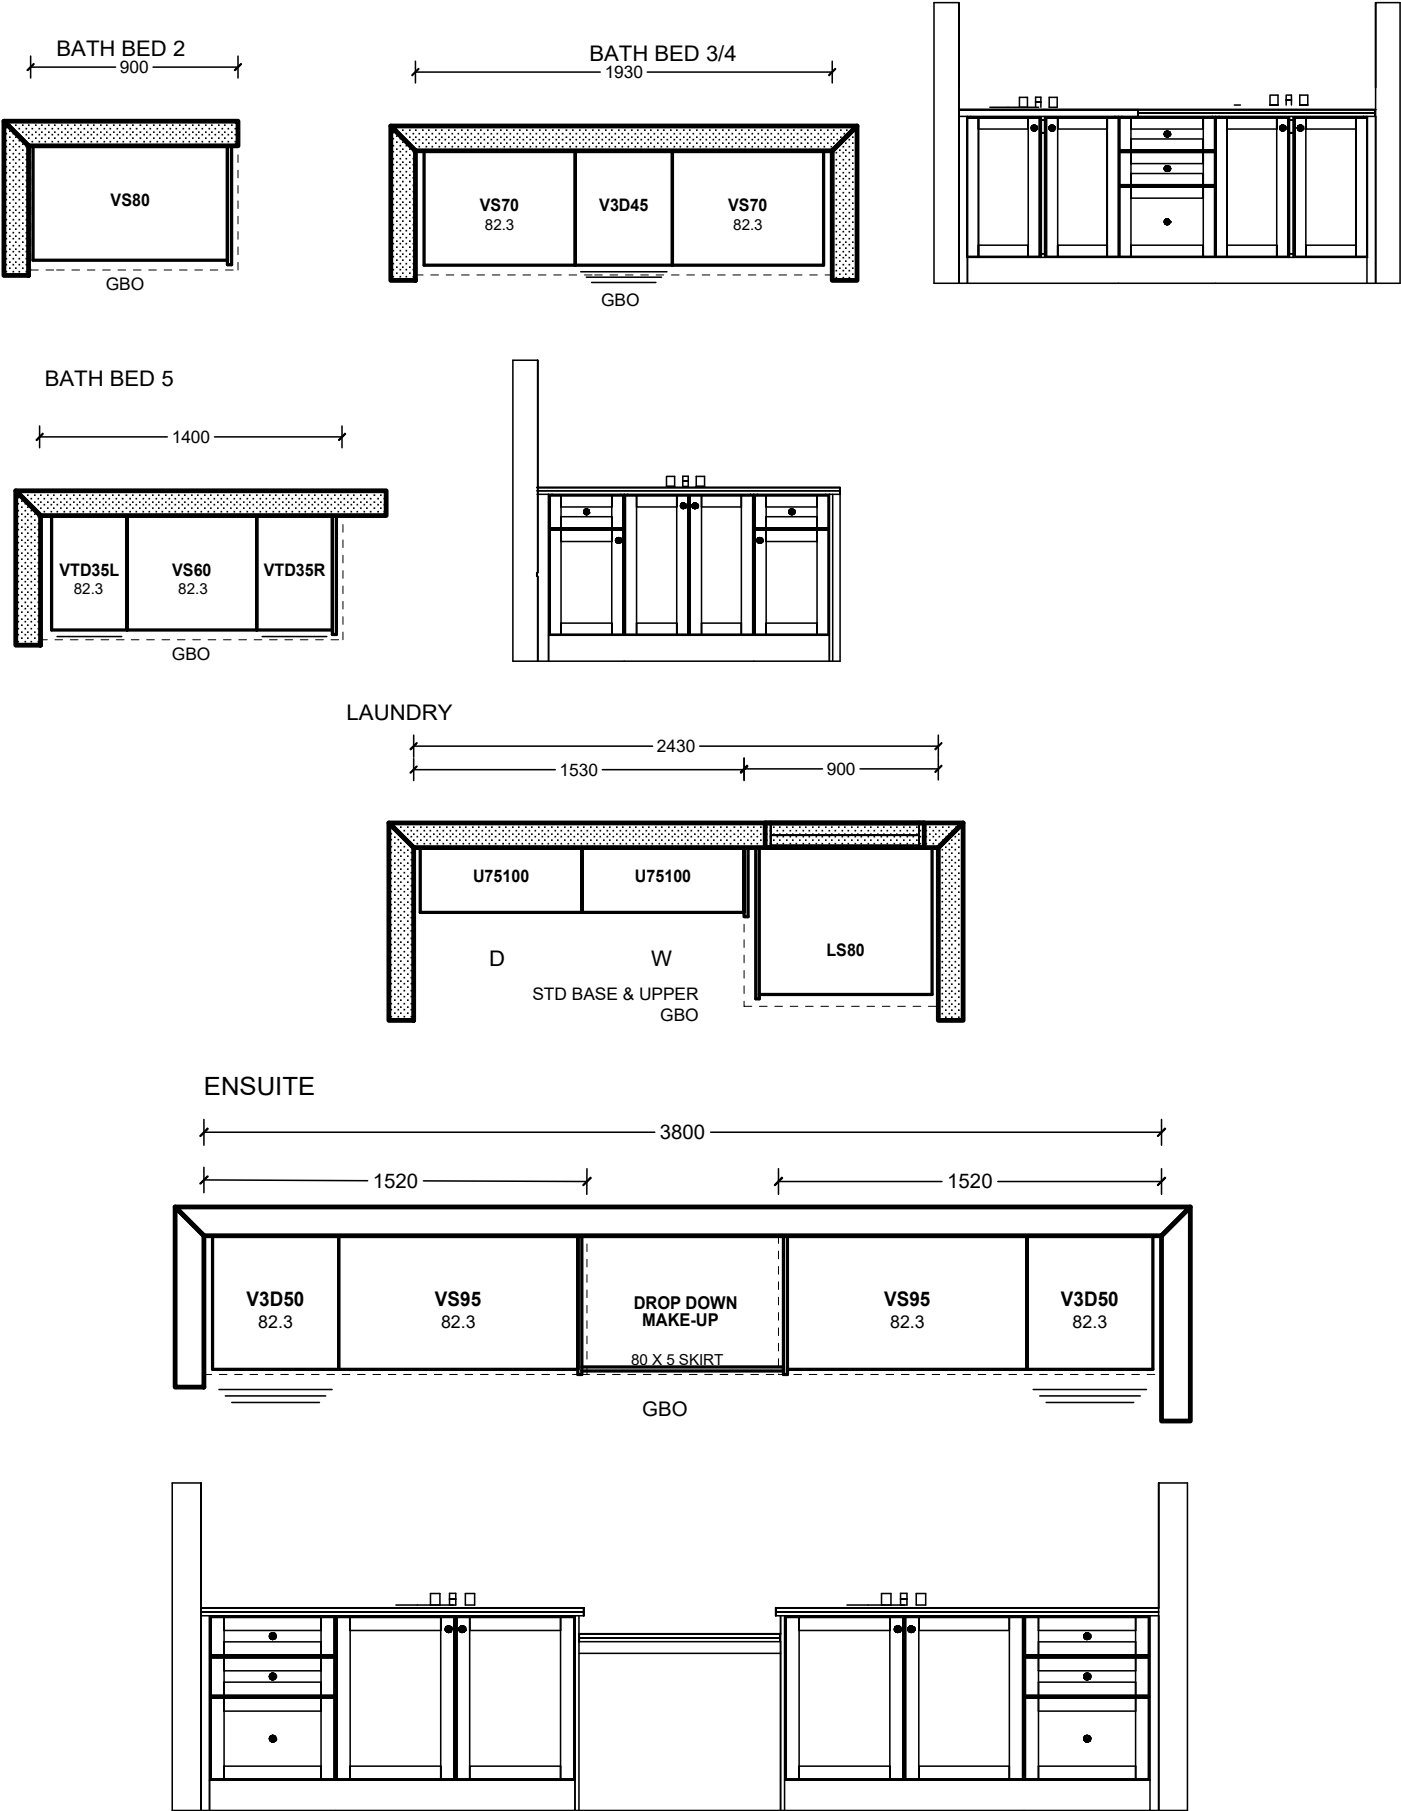 BATH BED 2
900
VS80
GBO
BATH BED 3/4
1930
VS70
82.3
V3D45
VS70
82.3
GBO
BATH BED 5
1400
VTD35L
82.3
VS60
82.3
VTD35R
GBO
LAUNDRY
2430
1530
900
U75100
U75100
LS80
D
W
STD BASE & UPPER
GBO
ENSUITE
3800
1520
1520
V3D50
82.3
VS95
82.3
DROP DOWN
MAKE-UP
80 X 5 SKIRT
VS95
82.3
V3D50
82.3
GBO